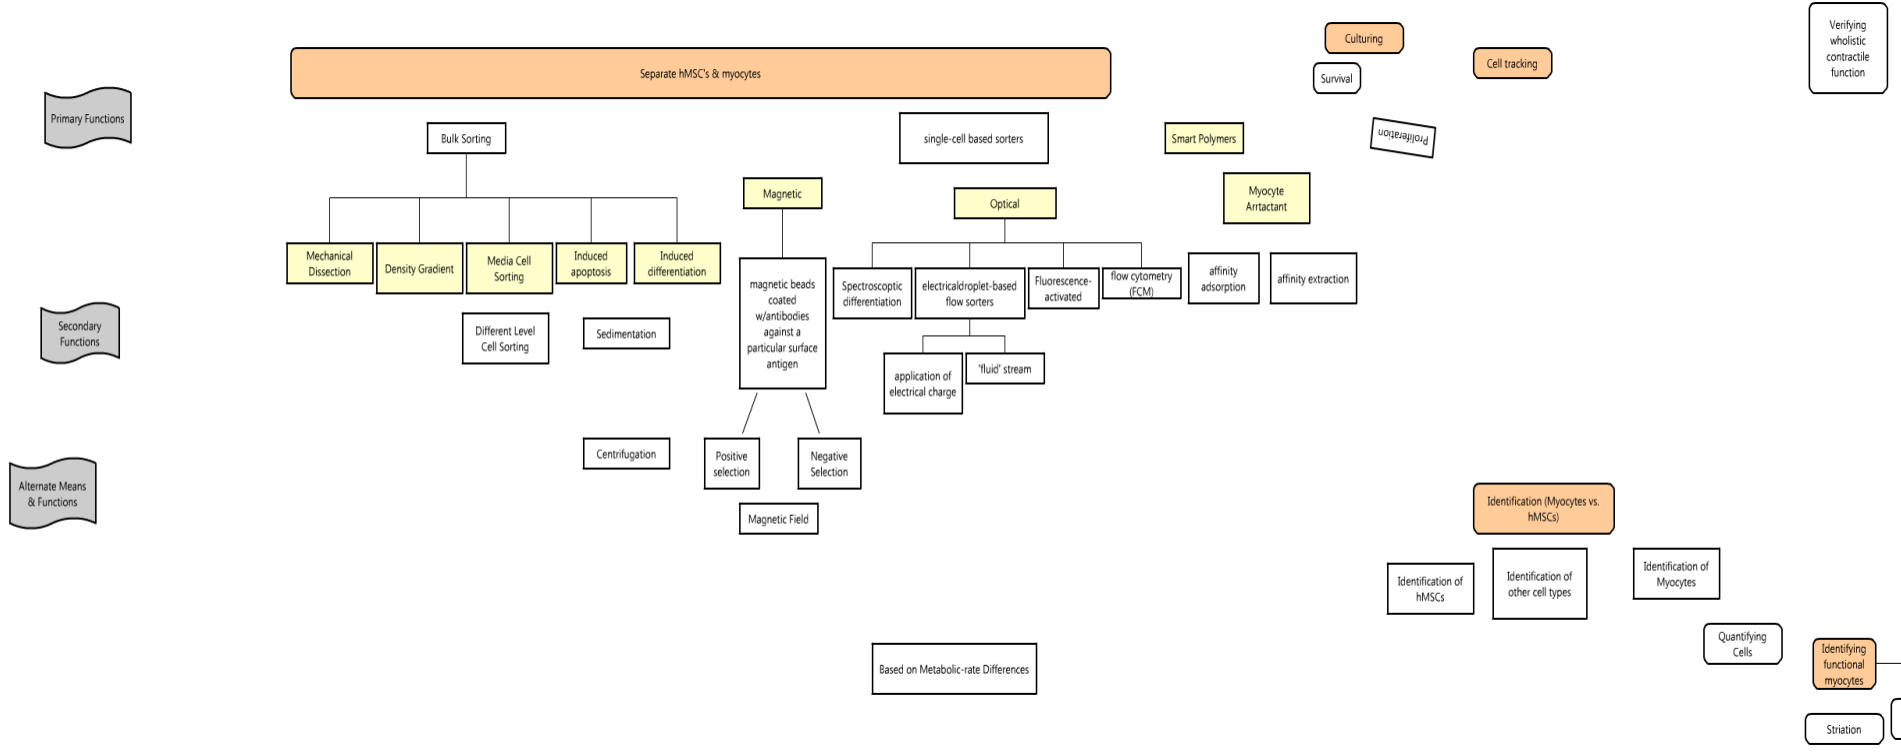 Verifying
wholistic
contractile
function
Culturing
Separate hMSC's & myocytes
Cell tracking
Survival
Primary Functions
Bulk Sorting
single-cell based sorters
Smart Polymers
Proliferation
Magnetic
Optical
Myocyte
Arrtactant
Mechanical
Dissection
Density Gradient
Media Cell
Sorting
Induced
apoptosis
Induced
differentiation
magnetic beads
coated
w/antibodies
against a
particular surface
antigen
Spectroscoptic
differentiation
electricaldroplet-based
flow sorters
Fluorescence-
activated
flow cytometry
(FCM)
affinity
adsorption
affinity extraction
Secondary
Functions
Different Level
Cell Sorting
Sedimentation
application of
electrical charge
'fluid' stream
Centrifugation
Positive
selection
Negative
Selection
Alternate Means
& Functions
Magnetic Field
Identification (Myocytes vs.
hMSCs)
Identification of
hMSCs
Identification of
other cell types
Identification of
Myocytes
Quantifying
Cells
Identifying
functional
myocytes
Based on Metabolic-rate Differences
Striation